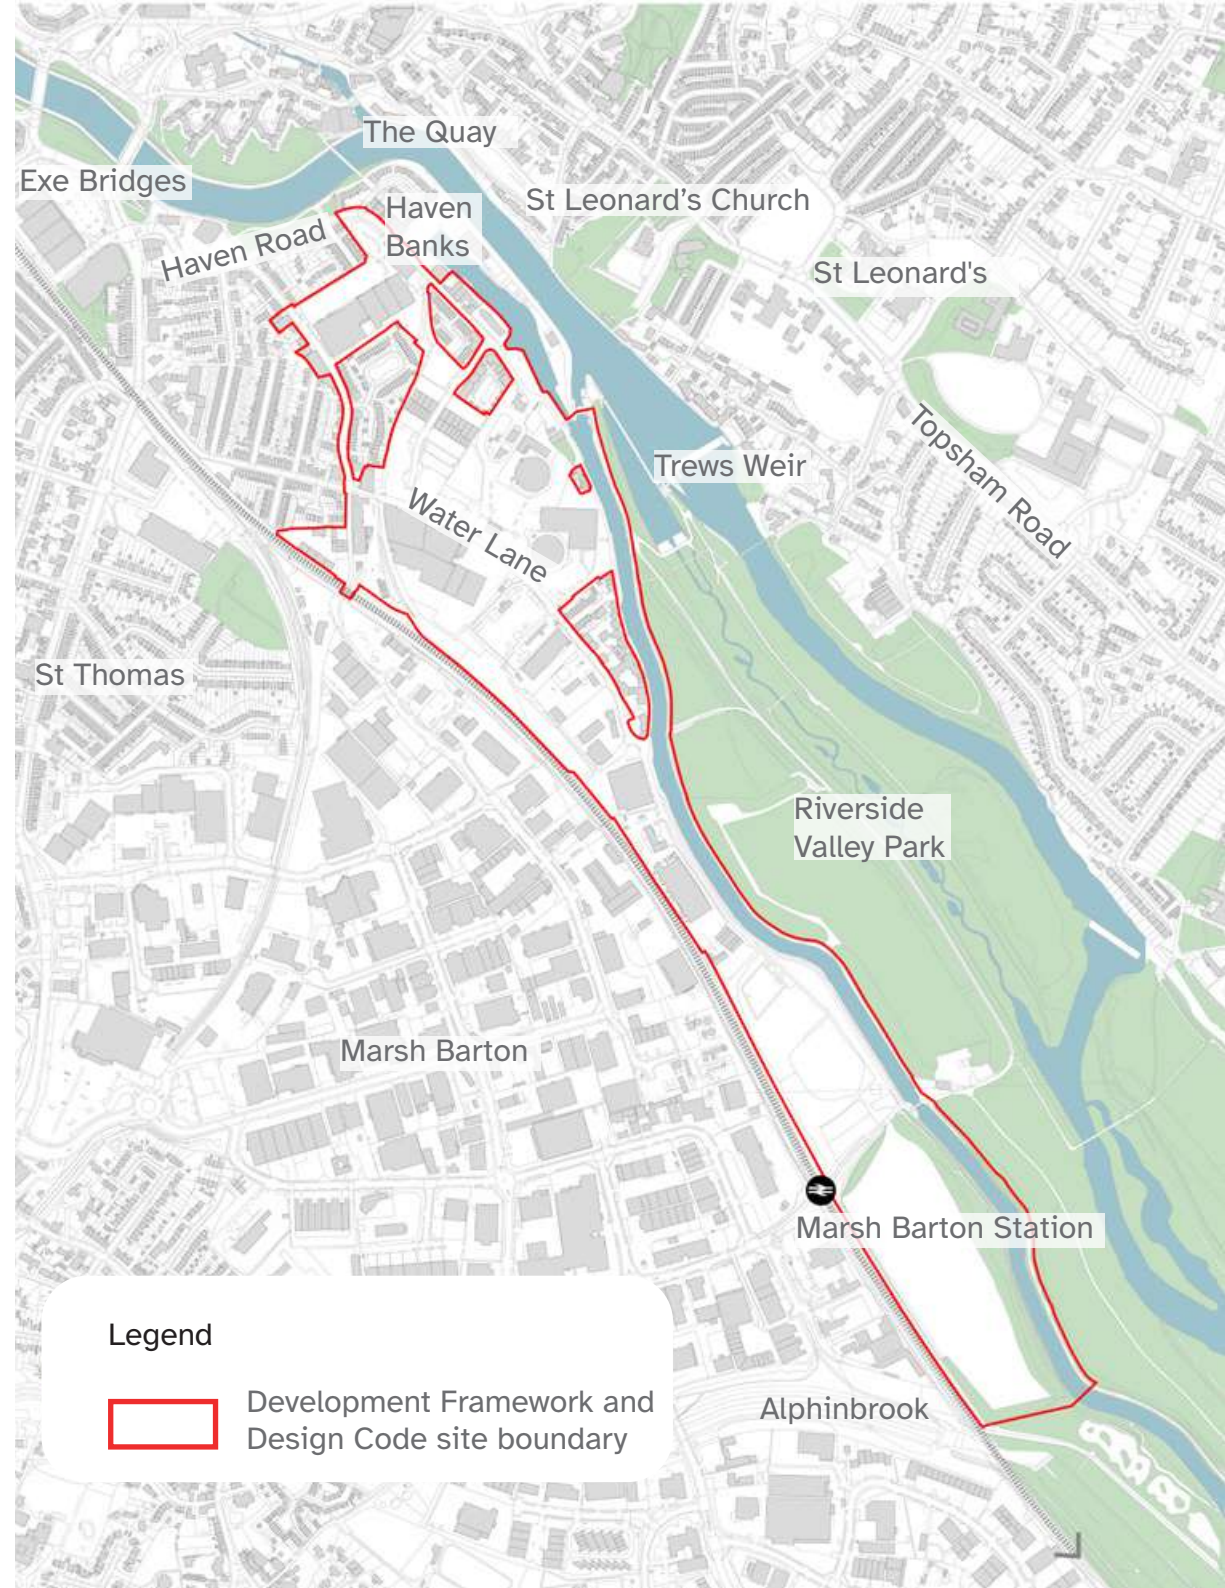 The Quay
Exe Bridges
St Leonard’s Church
Haven
Banks
Haven Road
St Leonard's
Topsham Road
Trews Weir
Water Lane
St Thomas
Riverside
Valley Park
Marsh Barton
Marsh Barton Station
Legend
Development Framework and
Design Code site boundary
Alphinbrook